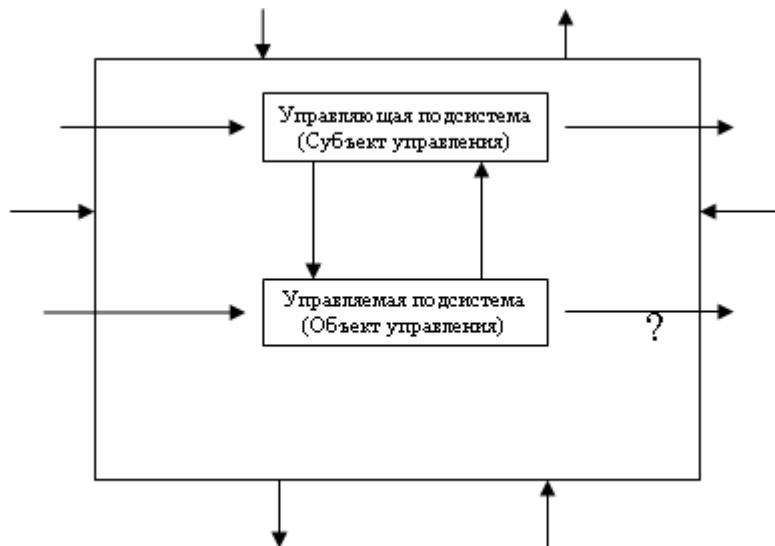 Управляющая подсистема
(Субъект управления)
Управляемая подсистема
(Объект управления)
?